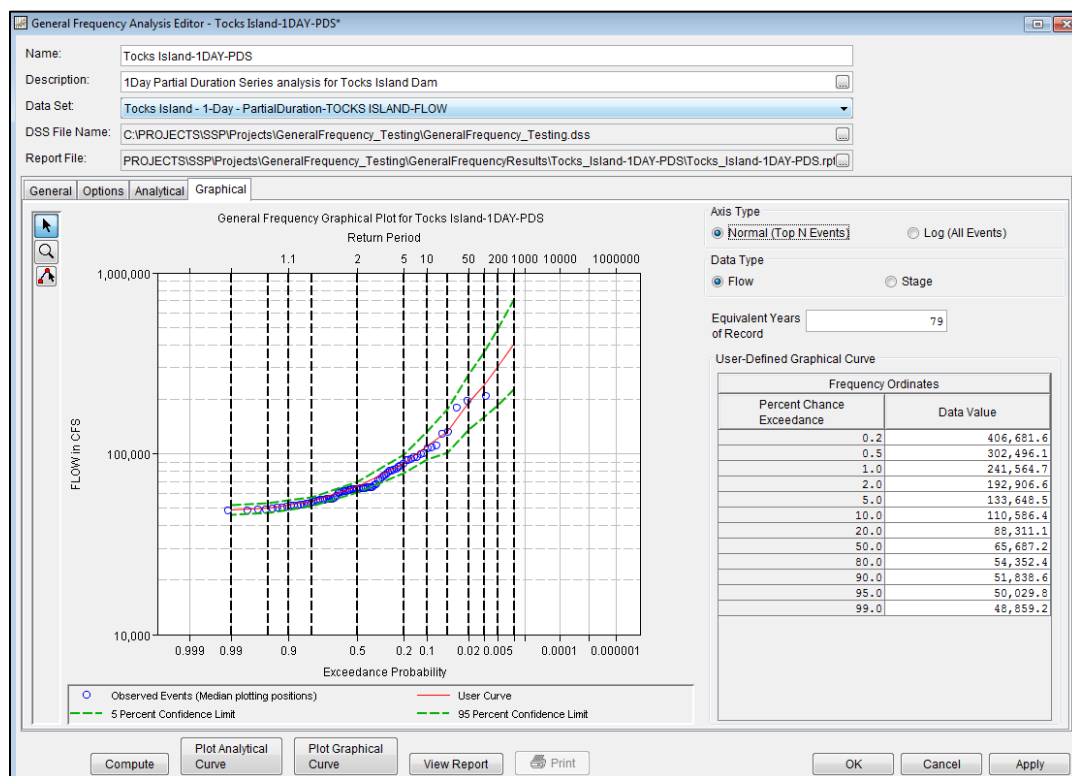 General Frequency Analysis Editor - Tocks Island-1DAY-PDS*
Name: Tocks Island-1DAY-PDS
Description: 1Day Partial Duration Series analysis for Tocks Island Dam ...
Data Set: Tocks Island - 1-Day - PartialDuration-TOCKS ISLAND-FLOW
DSS File Name: C:\PROJECTS\SSP\Projects\GeneralFrequency_Testing\GeneralFrequency_Testing.dss ...
Report File: PROJECTS\SSP\Projects\GeneralFrequency_Testing\GeneralFrequencyResults\Tocks_Island-1DAY-PDS\Tocks_Island-1DAY-PDS.rpt ...
General Options Analytical Graphical
General Frequency Graphical Plot for Tocks Island-1DAY-PDS
Return Period
1.1 2 5 10 50 200 1000 10000 1000000
1,000,000
100,000
10,000
FLOW in CFS
0.999 0.99 0.9 0.5 0.2 0.1 0.02 0.005 0.0001 0.000001
Exceedance Probability
Observed Events (Median plotting positions) User Curve
5 Percent Confidence Limit 95 Percent Confidence Limit
Axis Type
Normal (Top N Events) Log (All Events)
Data Type
Flow Stage
Equivalent Years
of Record
79
User-Defined Graphical Curve
Frequency Ordinates
Percent Chance
Exceedance
Data Value
0.2 406,681.6
0.5 302,496.1
1.0 241,564.7
2.0 192,906.6
5.0 133,648.5
10.0 110,586.4
20.0 88,311.1
50.0 65,687.2
80.0 54,352.4
90.0 51,838.6
95.0 50,029.8
99.0 48,859.2
Compute
Plot Analytical
Curve
Plot Graphical
Curve
View Report
Print
OK Cancel Apply